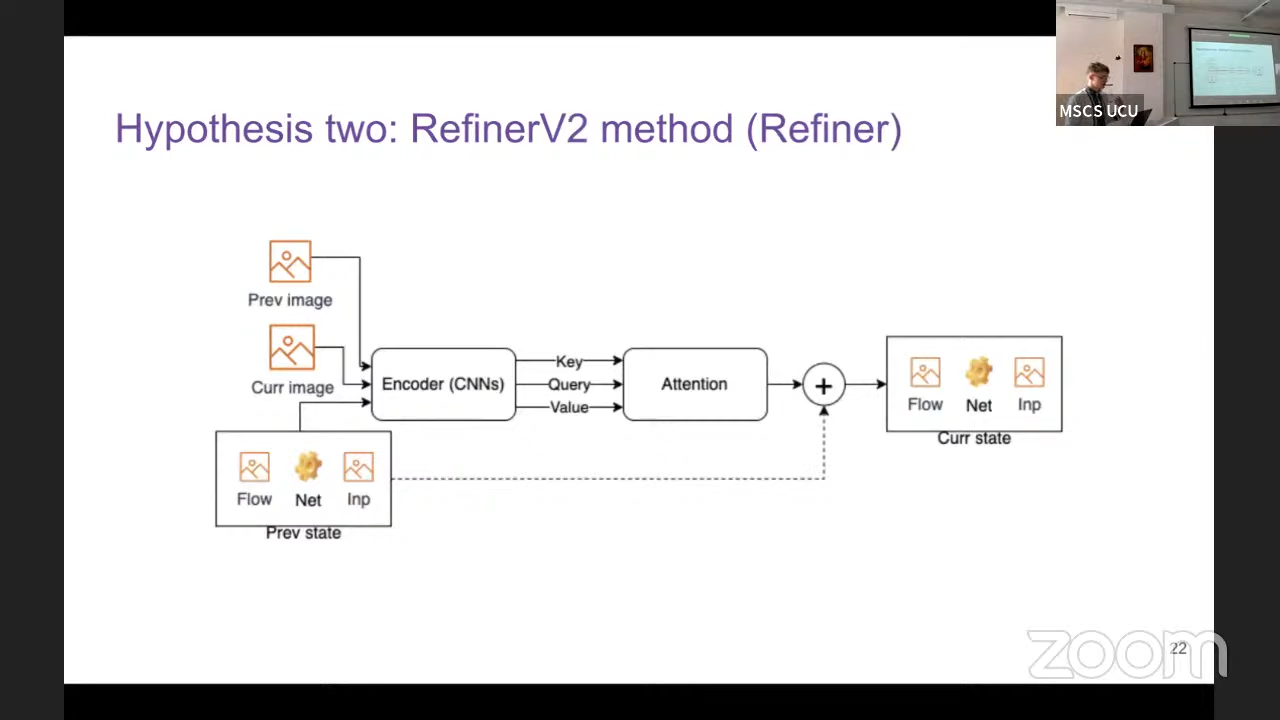 Hypothesis two: RefinerV2 method (Refiner)
MSCS UCU
Prev image
Curr image
Encoder (CNNs)
Key
Query
Value
Attention
+
Flow Net Inp
Curr state
Flow Net Inp
Prev state
zoom
22